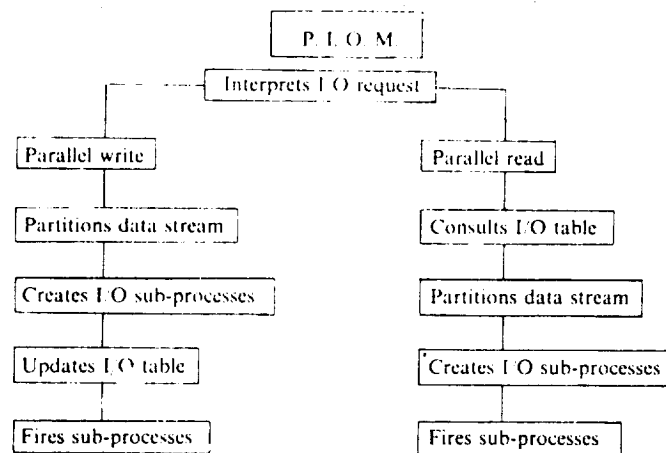 P. I. O. M.
Interprets I/O request
Parallel write
Partitions data stream
Creates I/O sub-processes
Updates I/O table
Fires sub-processes
Parallel read
Consults I/O table
Partitions data stream
Creates I/O sub-processes
Fires sub-processes